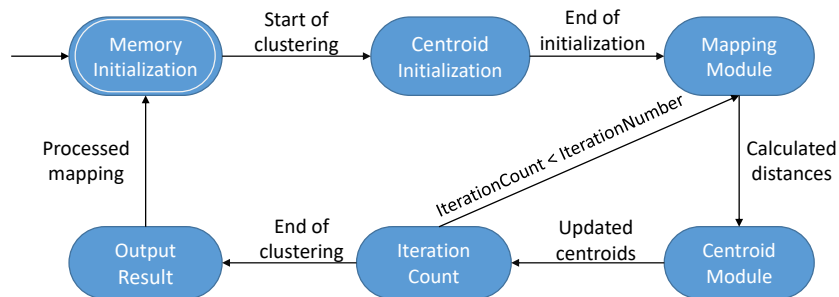 Memory
Initialization
Start of
clustering
Centroid
Initialization
End of
initialization
Mapping
Module
Processed
mapping
IterationCount < IterationNumber
Calculated
distances
Output
Result
End of
clustering
Iteration
Count
Updated
centroids
Centroid
Module